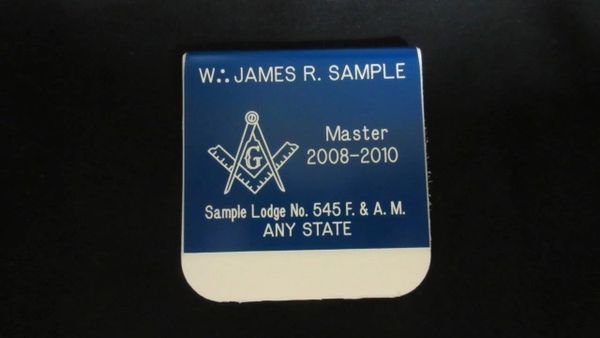 W∴ JAMES R. SAMPLE
G
Master
2008-2010
Sample Lodge No. 545 F. & A. M.
ANY STATE